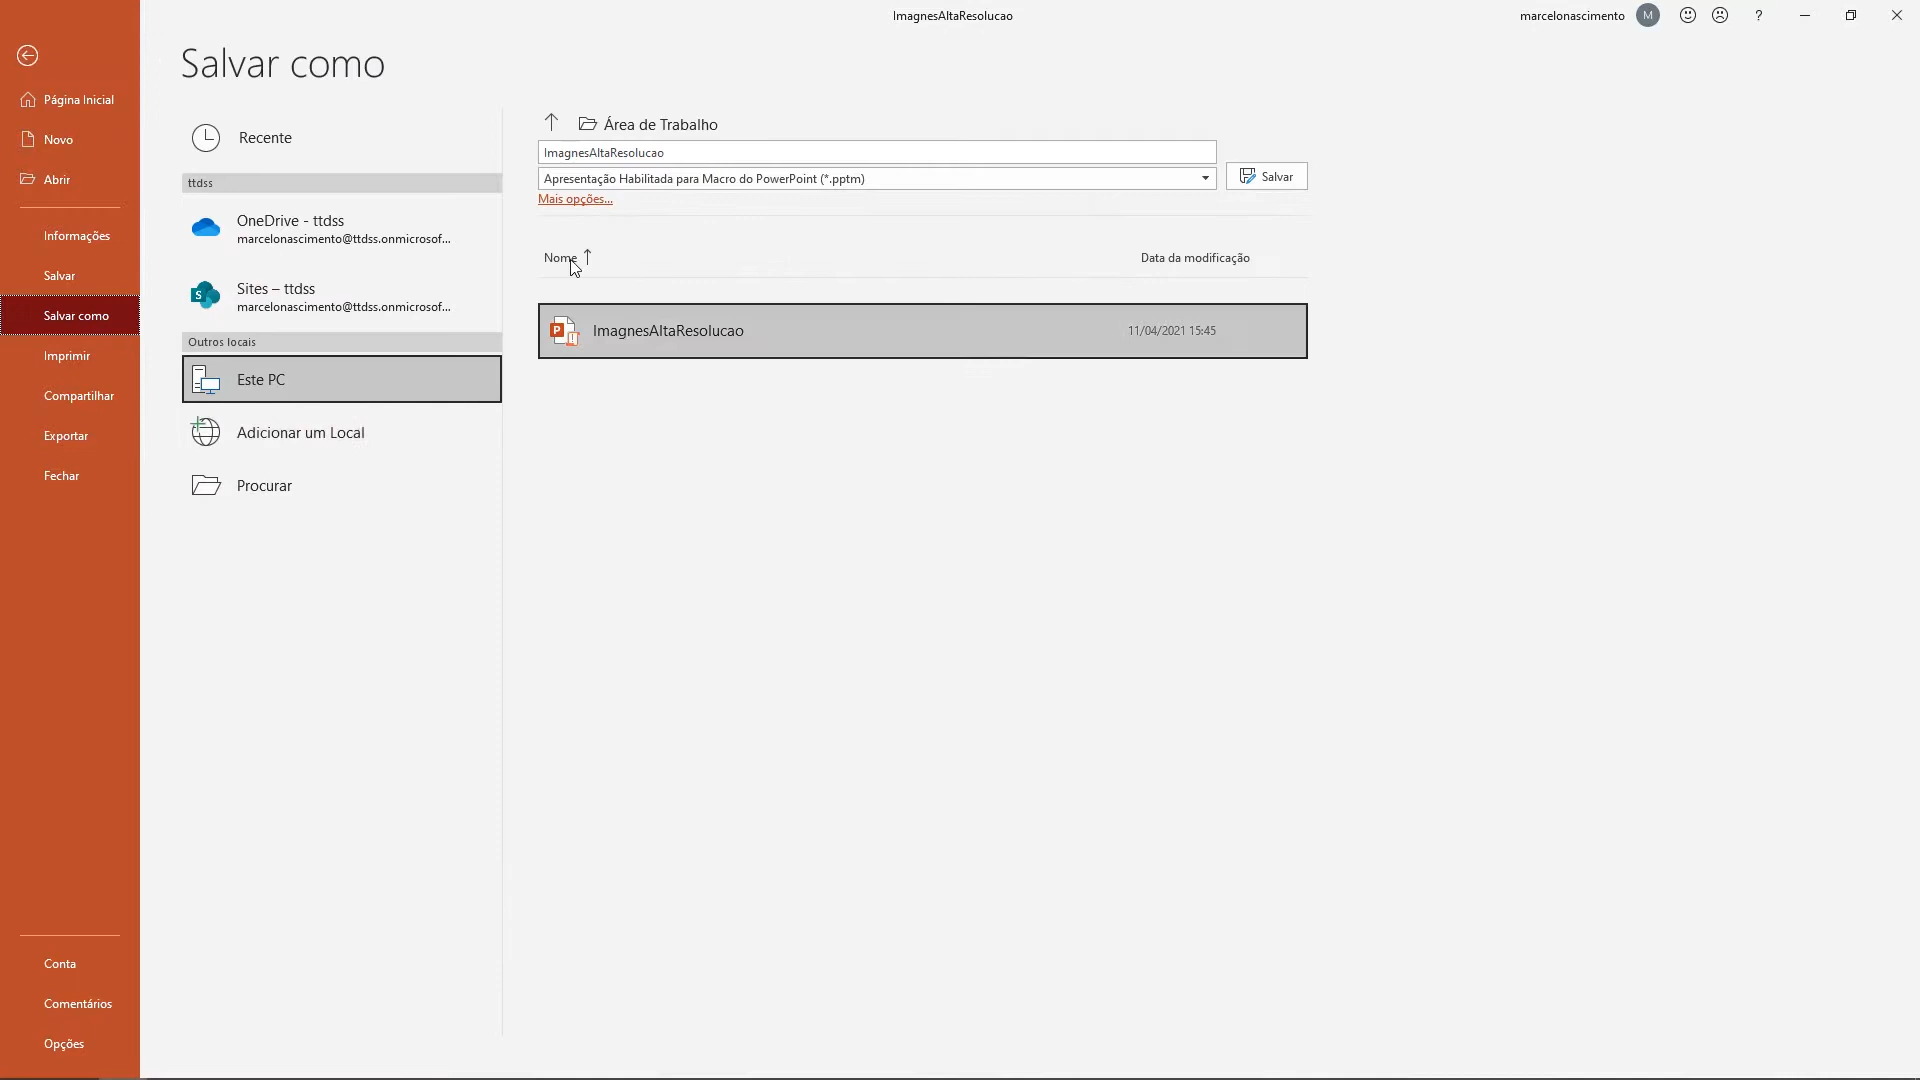 ImagnesAltaResolucao
marcelonascimento
M
?
Salvar como
Página Inicial
Novo
Abrir
Informações
Salvar
Salvar como
Imprimir
Compartilhar
Exportar
Fechar
Conta
Comentários
Opções
Recente
ttdss
OneDrive - ttdss
marcelonascimento@ttdss.onmicrosof...
S
Sites – ttdss
marcelonascimento@ttdss.onmicrosof...
Outros locais
Este PC
Adicionar um Local
Procurar
Área de Trabalho
ImagnesAltaResolucao
Apresentação Habilitada para Macro do PowerPoint (*.pptm)
Salvar
Mais opções...
Nome
Data da modificação
P
ImagnesAltaResolucao
11/04/2021 15:45